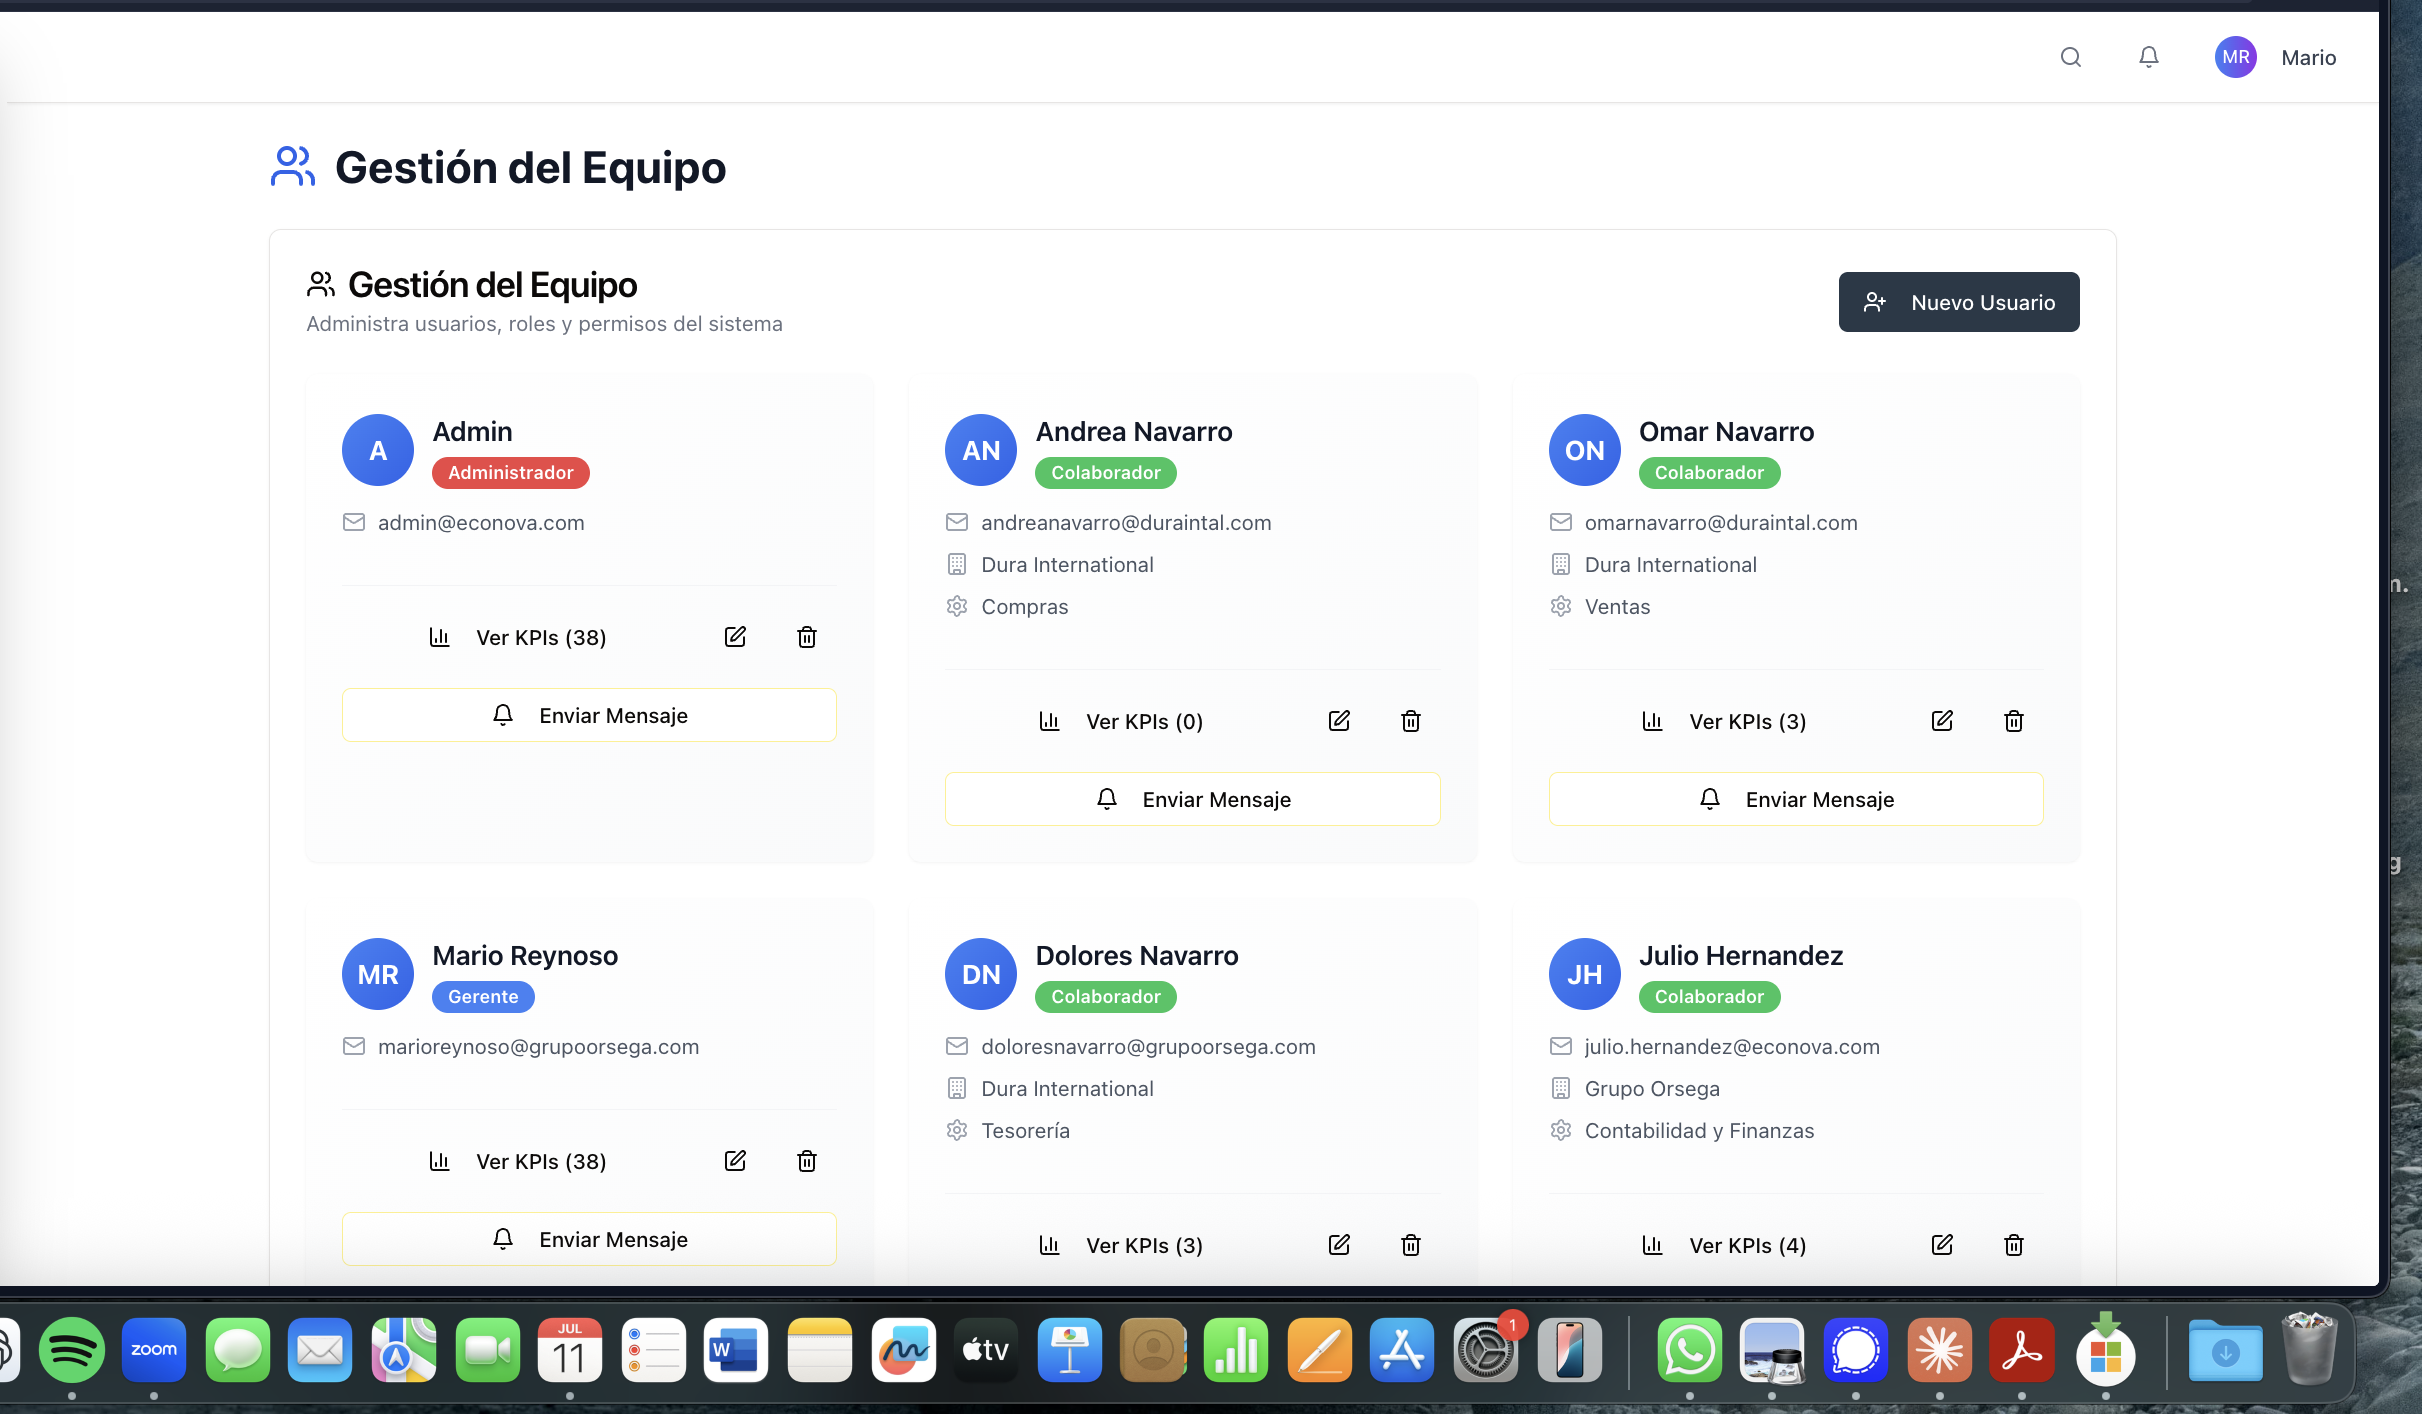 MR Mario
Gestión del Equipo
Gestión del Equipo
Administra usuarios, roles y permisos del sistema
Nuevo Usuario
A
Admin
Administrador
admin@econova.com
Ver KPIs (38)
Enviar Mensaje
AN
Andrea Navarro
Colaborador
andreanavarro@duraintal.com
Dura International
Compras
Ver KPIs (0)
Enviar Mensaje
ON
Omar Navarro
Colaborador
omarnavarro@duraintal.com
Dura International
Ventas
Ver KPIs (3)
Enviar Mensaje
MR
Mario Reynoso
Gerente
marioreynoso@grupoorsega.com
Ver KPIs (38)
Enviar Mensaje
DN
Dolores Navarro
Colaborador
doloresnavarro@grupoorsega.com
Dura International
Tesorería
Ver KPIs (3)
JH
Julio Hernandez
Colaborador
julio.hernandez@econova.com
Grupo Orsega
Contabilidad y Finanzas
Ver KPIs (4)
n.
g
zoom
JUL
11
W
tv
1